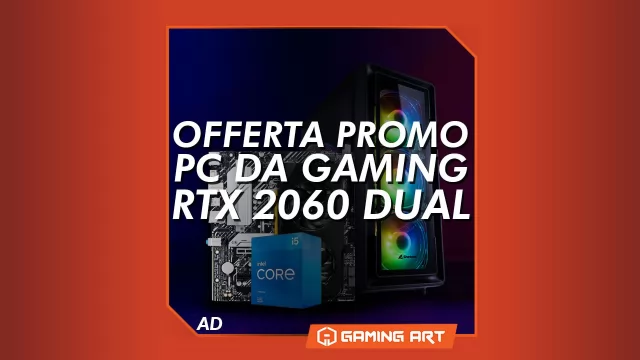 OFFERTA PROMO
PC DA GAMING
RTX 2060 DUAL
i5
intel
CORE
AD
GAMING ART